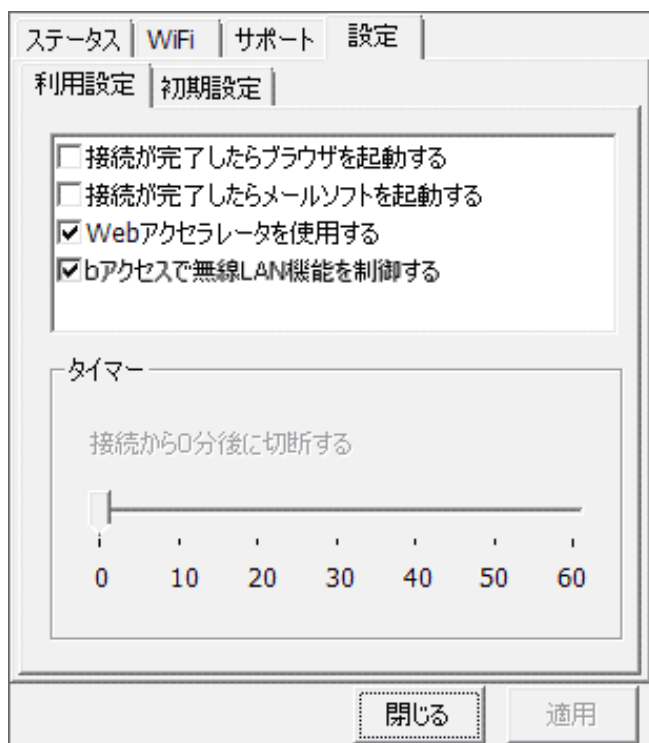 ステータス WiFi サポート 設定
利用設定 初期設定
接続が完了したらブラウザを起動する
接続が完了したらメールソフトを起動する
Webアクセラレータを使用する
bアクセスで無線LAN機能を制御する
タイマー
接続から0分後に切断する
0 10 20 30 40 50 60
閉じる 適用